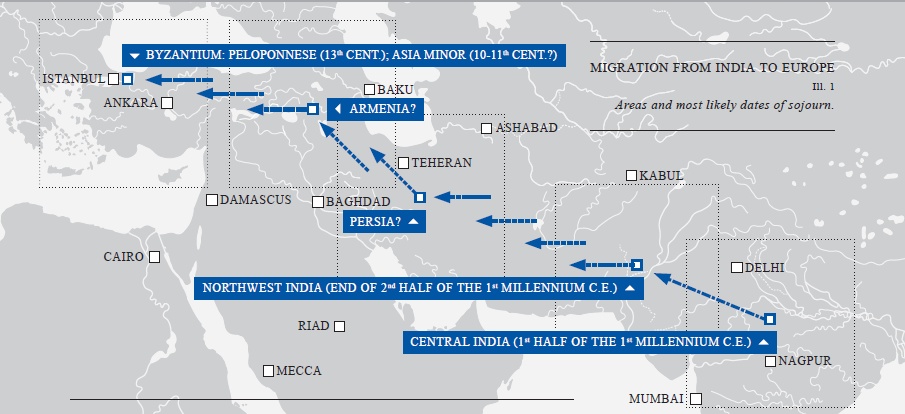 BYZANTIUM: PELOPONNESE (13th CENT.); ASIA MINOR (10-11th CENT.?)
MIGRATION FROM INDIA TO EUROPE
Ill. 1
Areas and most likely dates of sojourn.
ISTANBUL
ANKARA
BAKU
ARMENIA?
ASHABAD
TEHERAN
KABUL
DAMASCUS
BAGHDAD
PERSIA?
CAIRO
DELHI
NORTHWEST INDIA (END OF 2nd HALF OF THE 1st MILLENNIUM C.E.)
RIAD
CENTRAL INDIA (1st HALF OF THE 1st MILLENNIUM C.E.)
NAGPUR
MECCA
MUMBAI